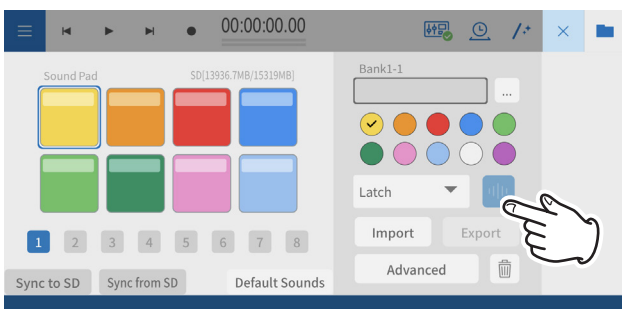 00:00:00.00
Sound Pad SD[13936.7MB/15319MB]
Bank1-1
...
Latch
Import Export
1 2 3 4 5 6 7 8
Advanced
Sync to SD Sync from SD Default Sounds